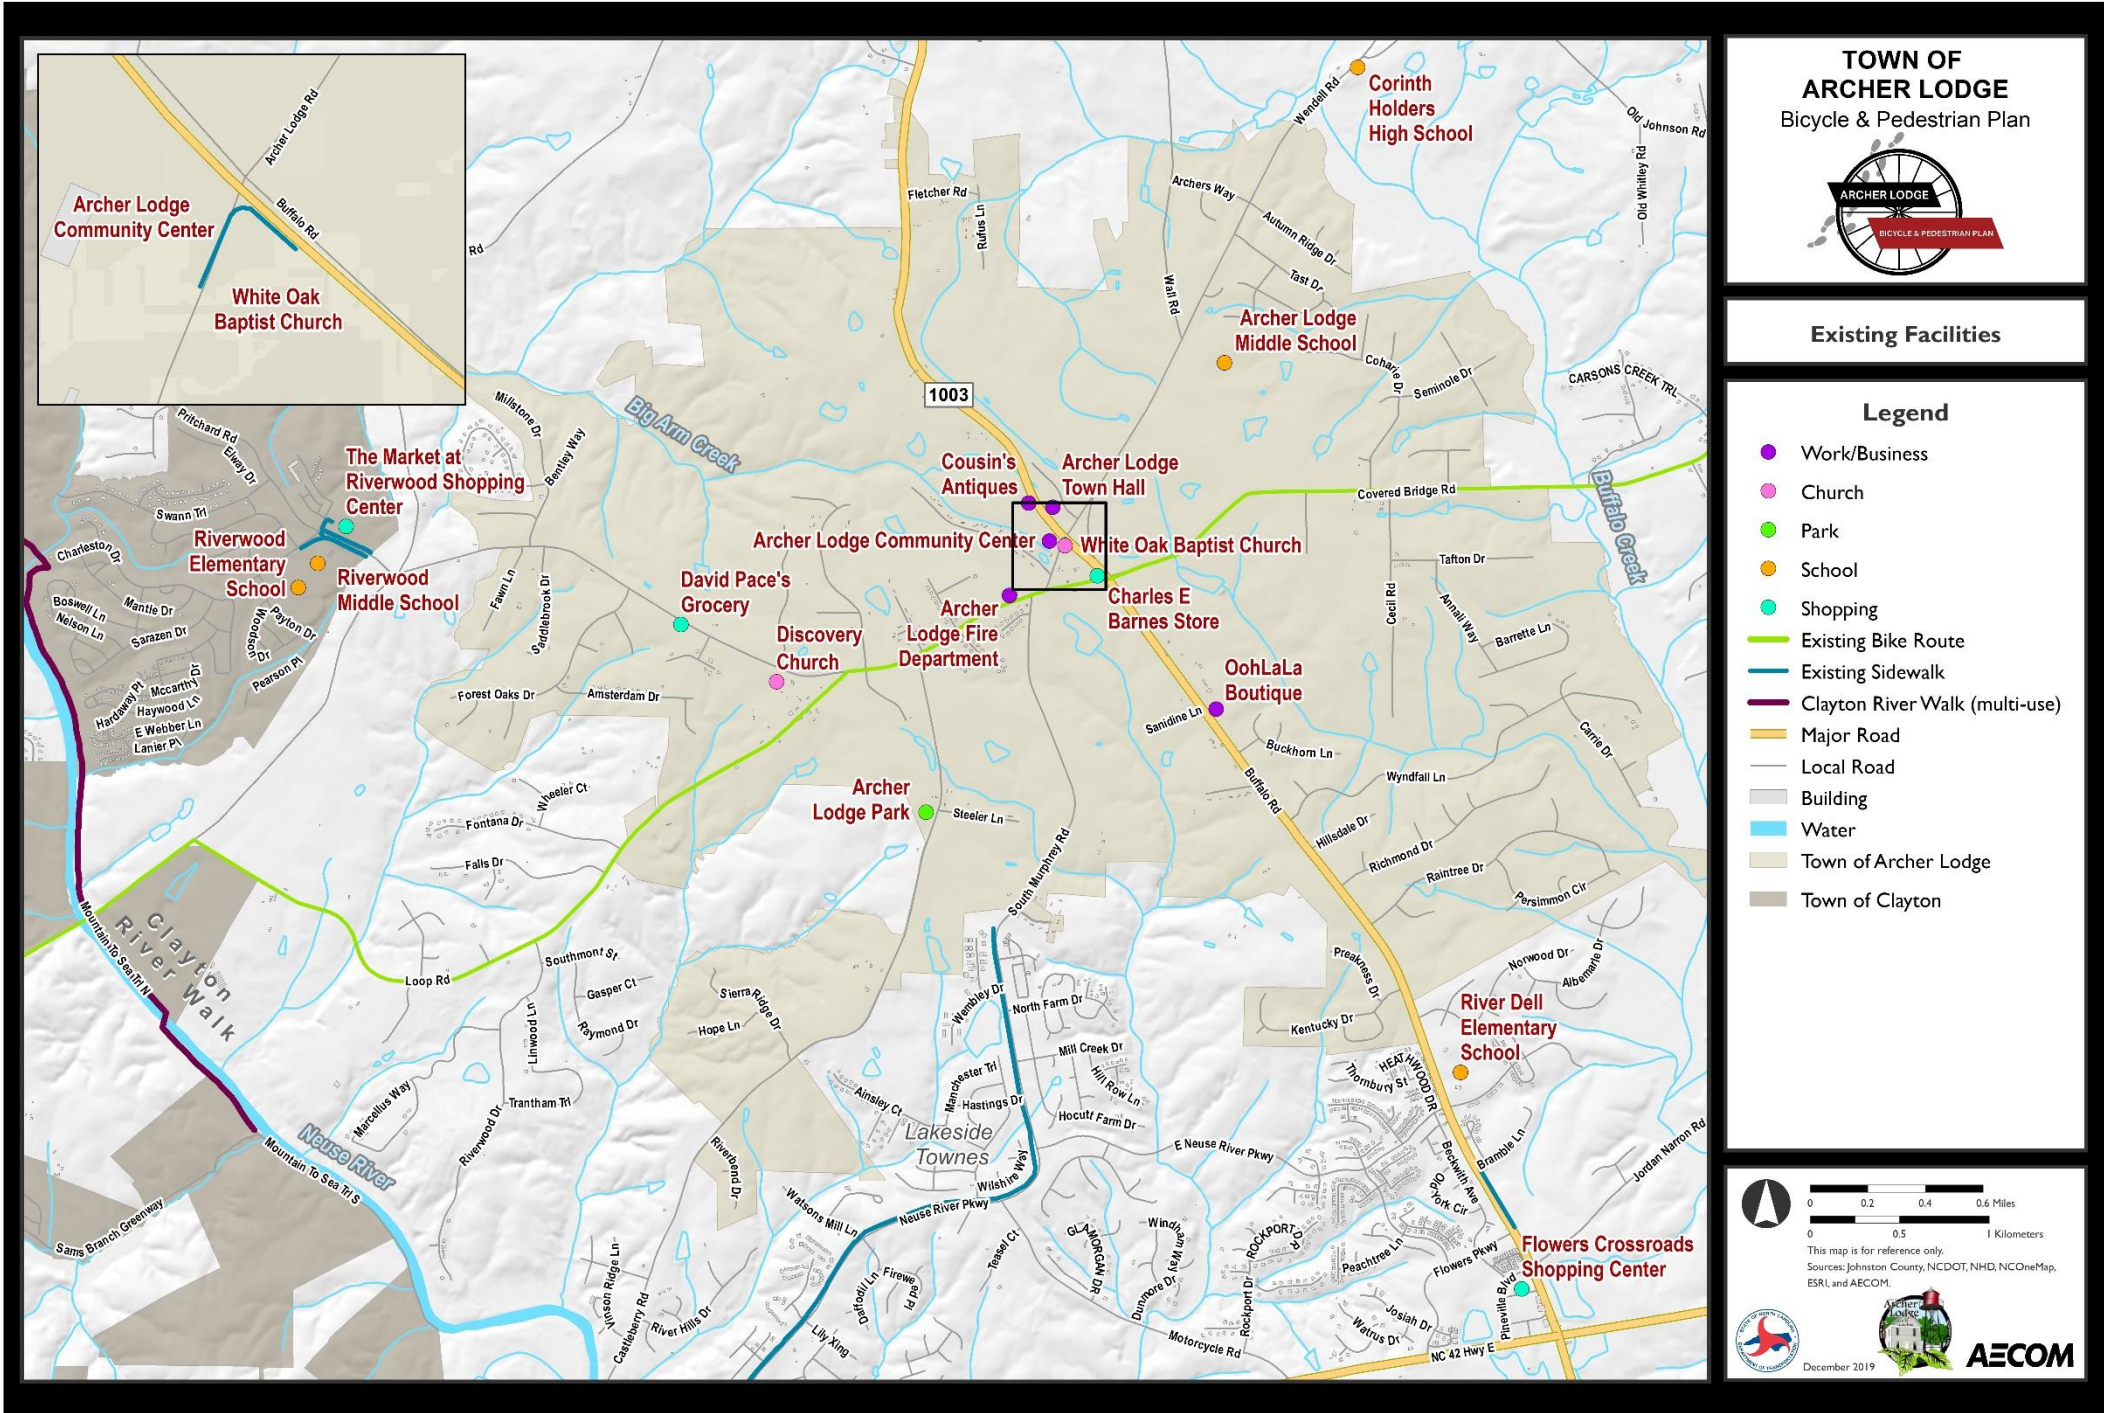 TOWN OF
ARCHER LODGE
Bicycle & Pedestrian Plan
ARCHER LODGE
BICYCLE & PEDESTRIAN PLAN
Existing Facilities
Legend
Work/Business
Church
Park
School
Shopping
Existing Bike Route
Existing Sidewalk
Clayton River Walk (multi-use)
Major Road
Local Road
Building
Water
Town of Archer Lodge
Town of Clayton
0 0.2 0.4 0.6 Miles
0 0.5 1 Kilometers
This map is for reference only.
Sources: Johnston County, NCDOT, NHD, NCOneMap,
ESRI, and AECOM.
December 2019
Archer
Lodge
AECOM
Archer Lodge Rd
Archer Lodge
Community Center
Buffalo Rd
White Oak
Baptist Church
Rd
Corinth
Holders
High School
Wendell Rd
Old Johnson Rd
Old Whitley Rd
Fletcher Rd
Rufus Ln
Archers Way
Autumn Ridge Dr
Tast Dr
Wall Rd
Archer Lodge
Middle School
Coharie Dr
Seminole Dr
CARSONS CREEK TRL
1003
Millstone Dr
Bentley Way
Big Arm Creek
Pritchard Rd
Elway Dr
The Market at
Riverwood Shopping
Center
Swann Trl
Cousin's
Antiques
Archer Lodge
Town Hall
Covered Bridge Rd
Buffalo Creek
Charleston Dr
Riverwood
Elementary
School
Riverwood
Middle School
Archer Lodge Community Center
White Oak Baptist Church
Tafton Dr
Boswell Ln
Nelson Ln
Mantle Dr
Sarazen Dr
Woodson
Dr
Payton Dr
Pearson Pl
Fawn Ln
Saddlebrook Dr
David Pace's
Grocery
Archer
Lodge Fire
Department
Charles E
Barnes Store
Cecil Rd
Annali Way
Barrette Ln
Discovery
Church
OohLaLa
Boutique
Mccarthy Dr
Hardaway Pt
Haywood Ln
E Webber Ln
Lanier Pl
Forest Oaks Dr
Amsterdam Dr
Sanidine Ln
Buckhorn Ln
Carrie Dr
Wyndfall Ln
Buffalo Rd
Wheeler Ct
Fontana Dr
Falls Dr
Archer
Lodge Park
Steeler Ln
Hillsdale Dr
Richmond Dr
Raintree Dr
Persimmon Cir
South Murphrey Rd
Mountain To Sea Trl N
Clayton
River Walk
Loop Rd
Southmont St
Gasper Ct
Raymond Dr
Linwood Ln
Sierra Ridge Dr
Hope Ln
Wembley Dr
North Farm Dr
Preakness Dr
Norwood Dr
Albemarle Dr
Kentucky Dr
River Dell
Elementary
School
Mill Creek Dr
Hill Row Ln
Manchester Trl
Hastings Dr
Hocutt Farm Dr
HEATHWOOD DR
Thornbury St
Ainsley Ct
Lakeside
Townes
Marcellus Way
Trantham Trl
Riverwood Dr
Neuse River
Mountain To Sea Trl S
Riverbend Dr
E Neuse River Pkwy
Beckwith Ave
Bramble Ln
Jordan Narron Rd
Wilshire Way
Neuse River Pkwy
Watsons Mill Ln
Old
York Cir
Sams Branch Greenway
Teasel Ct
GLAMORGAN DR
Windham Way
Dunmore Dr
ROCKPORT DR
Rockport Dr
Peachtree Ln
Flowers Pkwy
Flowers Crossroads
Shopping Center
Pineville Blvd
Vinson Ridge Ln
Castleberry Rd
River Hills Dr
Daffodil Ln
Firewe
ed Pl
Lily Xing
Motorcycle Rd
Josiah Dr
Watrus Dr
NC 42 Hwy E